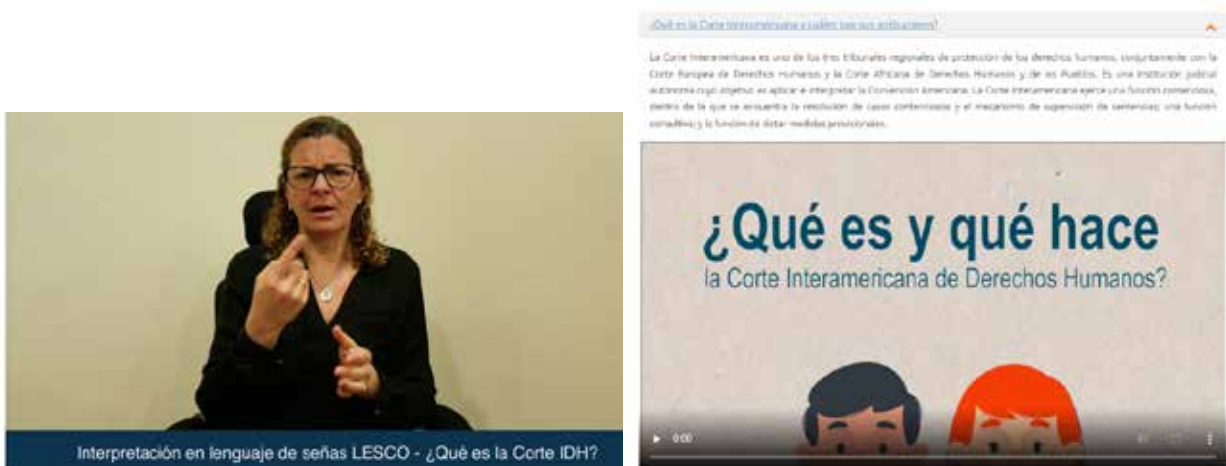 Interpretación en lenguaje de señas LESCO - ¿Qué es la Corte IDH?
¿Qué es la Corte Interamericana y cuáles son sus atribuciones?
La Corte Interamericana es uno de los tres tribunales regionales de protección de los derechos humanos, conjuntamente con la
Corte Europea de Derechos Humanos y la Corte Africana de Derechos Humanos y de los Pueblos. Es una institución judicial
autónoma cuyo objetivo es aplicar e interpretar la Convención Americana. La Corte Interamericana ejerce una función contenciosa,
dentro de la que se encuentra la resolución de casos contenciosos y el mecanismo de supervisión de sentencias; una función
consultiva; y la función de dictar medidas provisionales.
¿Qué es y qué hace
la Corte Interamericana de Derechos Humanos?
0:00